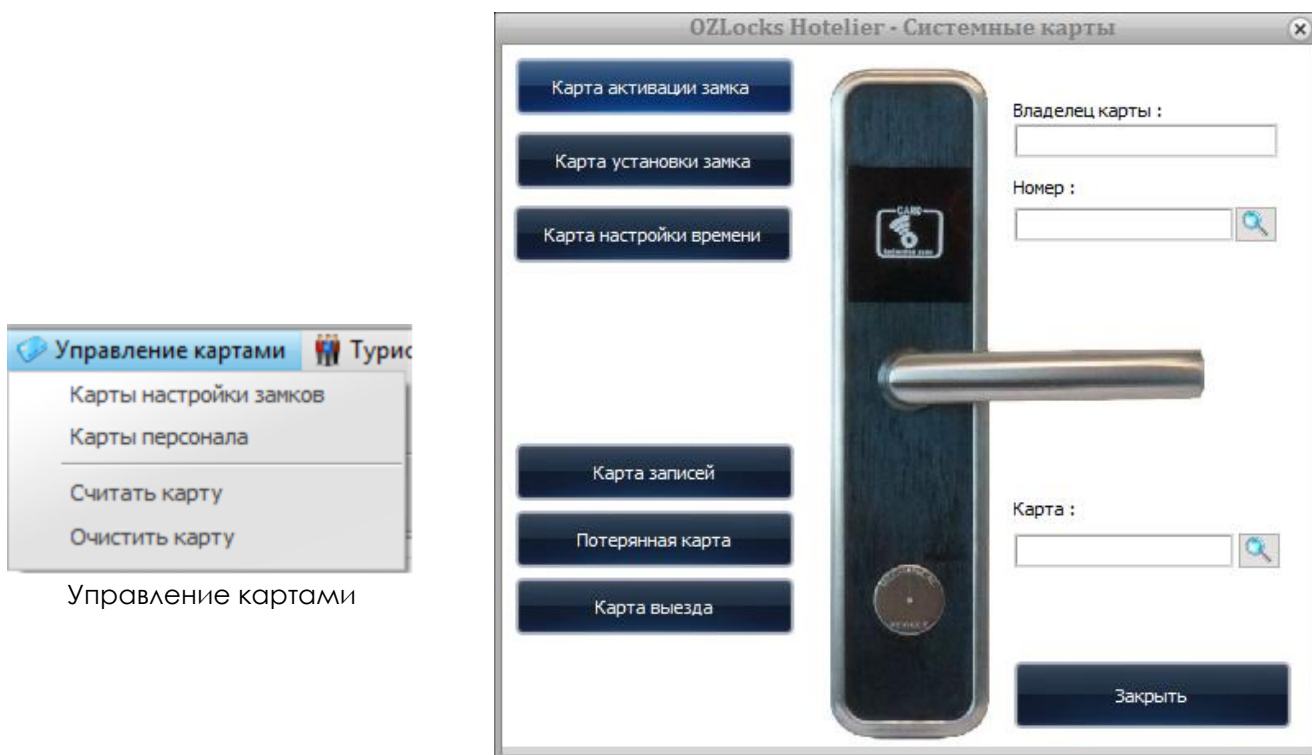 OZLocks Hotelier - Системные карты
Карта активации замка
Карта установки замка
Карта настройки времени
Владелец карты :
Номер :
CARD
Управление картами
Карты настройки замков
Карты персонала
Считать карту
Очистить карту
Управление картами
Карта записей
Потерянная карта
Карта выезда
Карта :
Закрыть